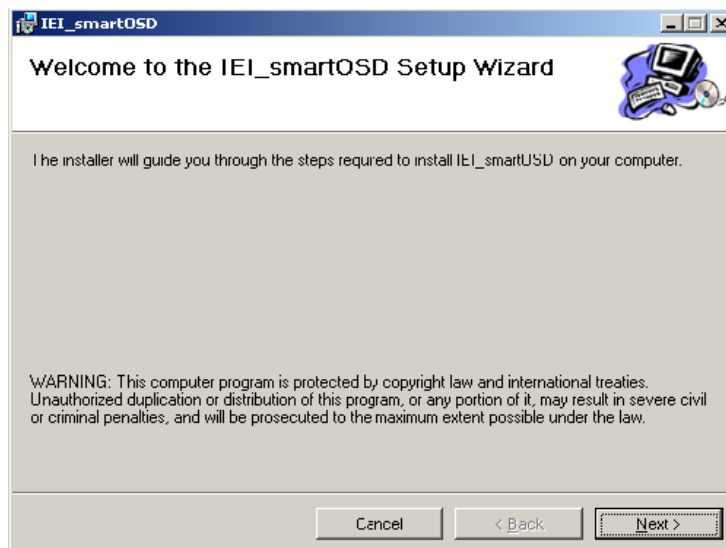 IEI_smartOSD
Welcome to the IEI_smartOSD Setup Wizard
The installer will guide you through the steps required to install IEI_smartOSD on your computer.
WARNING: This computer program is protected by copyright law and international treaties.
Unauthorized duplication or distribution of this program, or any portion of it, may result in severe civil
or criminal penalties, and will be prosecuted to the maximum extent possible under the law.
Cancel
< Back
Next >